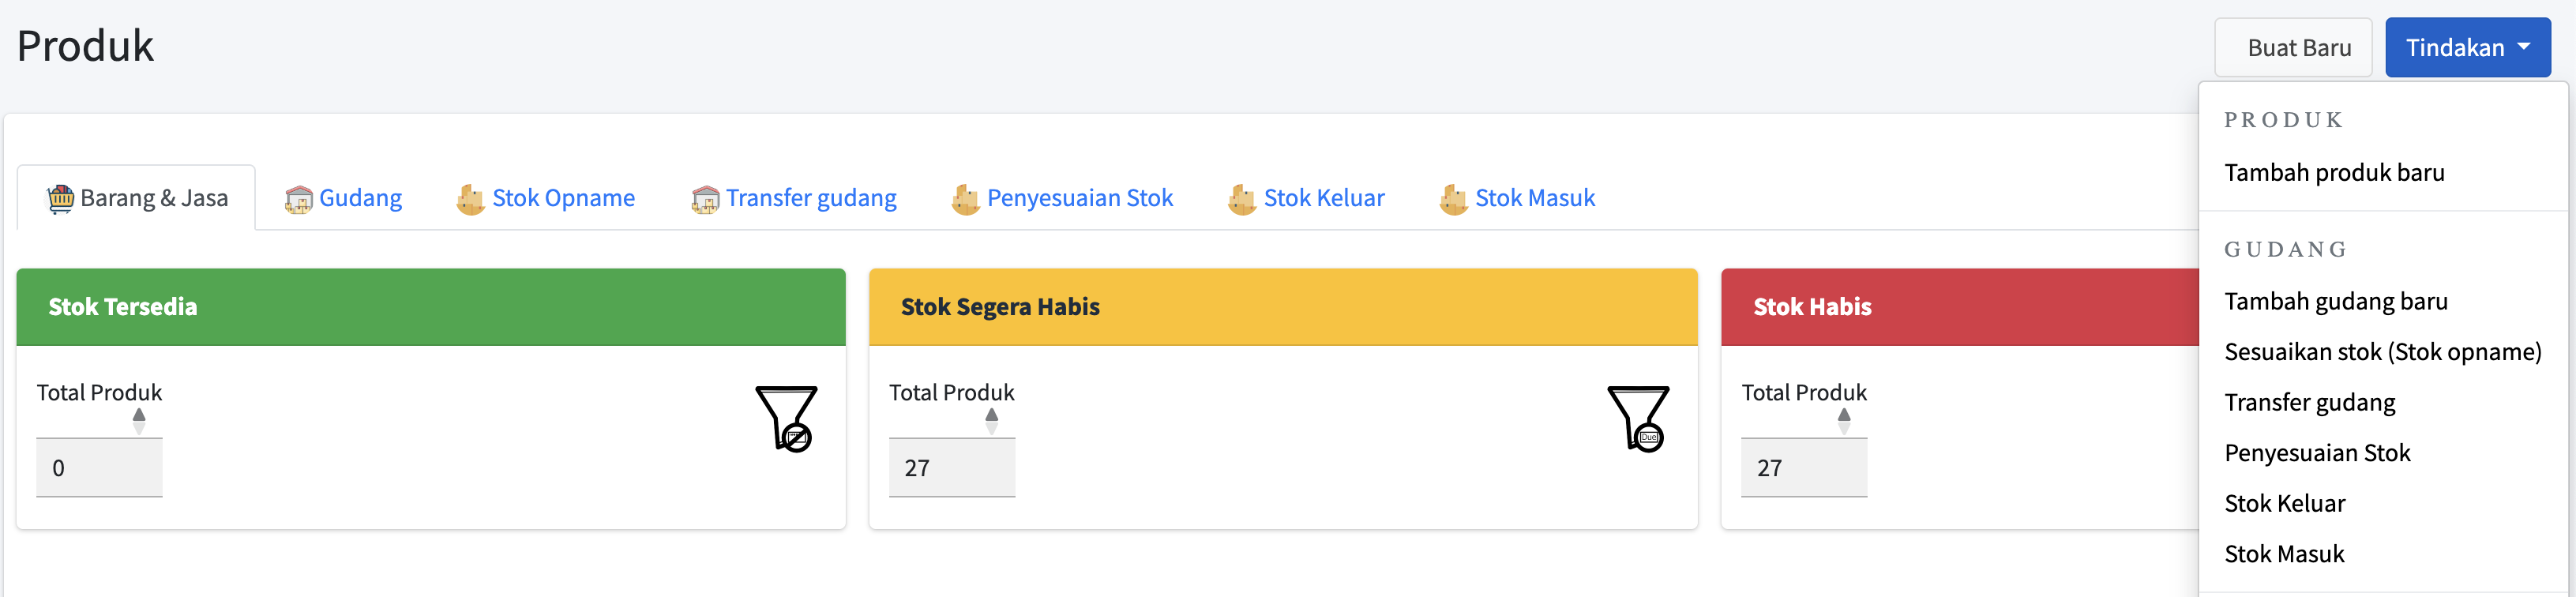 Produk
Buat Baru
Tindakan
PRODUK
Tambah produk baru
GUDANG
Tambah gudang baru
Sesuaikan stok (Stok opname)
Transfer gudang
Penyesuaian Stok
Stok Keluar
Stok Masuk
Barang & Jasa
Gudang
Stok Opname
Transfer gudang
Penyesuaian Stok
Stok Keluar
Stok Masuk
Stok Tersedia
Total Produk
0
Stok Segera Habis
Total Produk
27
Due
Stok Habis
Total Produk
27